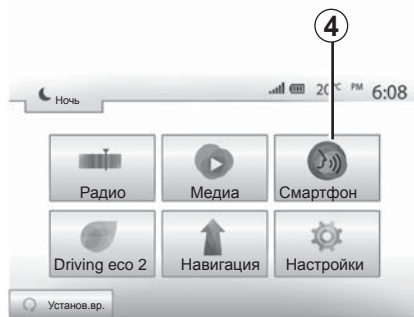 4
Ночь 20°C PM 6:08
Радио Медиа Смартфон
Driving eco 2 Навигация Настройки
Установ.вр.